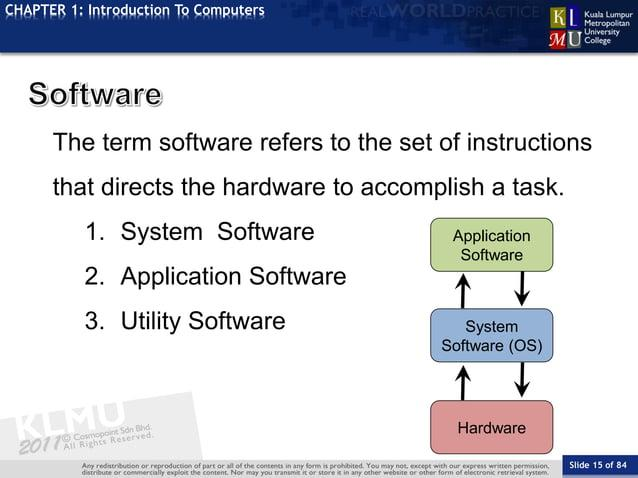 CHAPTER 1: Introduction To Computers
REALWORLDPRACTICE
KL
MU
Kuala Lumpur
Metropolitan
University
College
Software
The term software refers to the set of instructions
that directs the hardware to accomplish a task.
1. System Software
2. Application Software
3. Utility Software
Application
Software
System
Software (OS)
Hardware
KLMU
2011
© Cosmopoint Sdn Bhd.
All Rights Reserved.
Any redistribution or reproduction of part or all of the contents in any form is prohibited. You may not, except with our express written permission,
distribute or commercially exploit the content. Nor may you transmit it or store it in any other website or other form of electronic retrieval system.
Slide 15 of 84